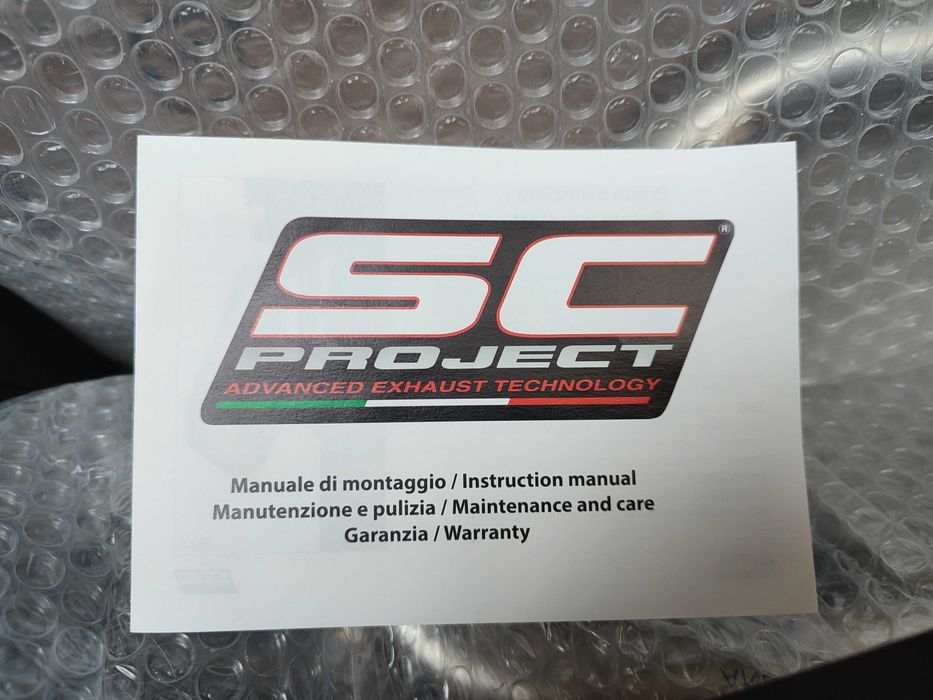 SC
®
PROJECT
ADVANCED EXHAUST TECHNOLOGY
Manuale di montaggio / Instruction manual
Manutenzione e pulizia / Maintenance and care
Garanzia / Warranty